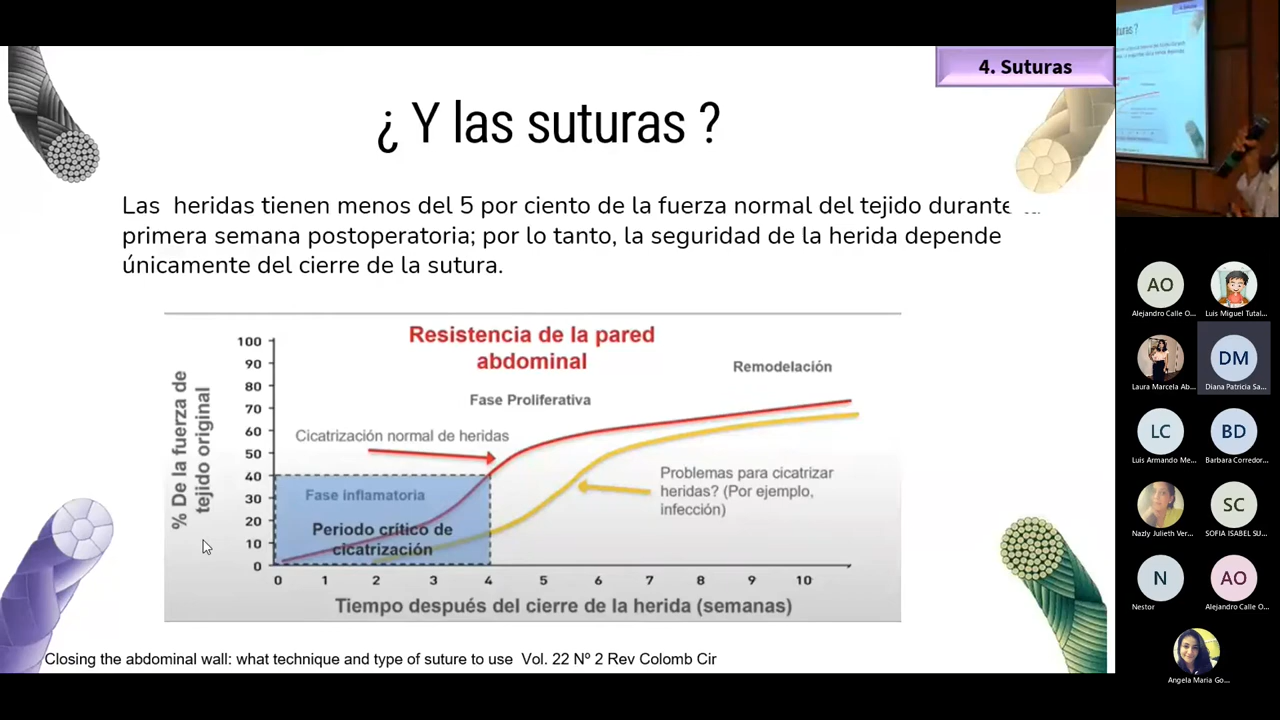 4. Suturas
¿ Y las suturas ?
Las heridas tienen menos del 5 por ciento de la fuerza normal del tejido durante
primera semana postoperatoria; por lo tanto, la seguridad de la herida depende
únicamente del cierre de la sutura.
Resistencia de la pared
abdominal
% De la fuerza de
tejido original
100
90
80
70
60
50
40
30
20
10
0
Remodelación
Fase Proliferativa
Cicatrización normal de heridas
Fase inflamatoria
Periodo crítico de
cicatrización
Problemas para cicatrizar
heridas? (Por ejemplo,
infección)
0 1 2 3 4 5 6 7 8 9 10
Tiempo después del cierre de la herida (semanas)
Closing the abdominal wall: what technique and type of suture to use Vol. 22 Nº 2 Rev Colomb Cir
AO
Alejandro Calle O...
Luis Miguel Tutal...
Laura Marcela Ab...
DM
Diana Patricia Sa...
LC
Luis Armando Me...
BD
Barbara Corredor...
Nazly Julieth Ver...
SC
SOFIA ISABEL SU...
N
Nestor
AO
Alejandro Calle O...
Angela Maria Go...